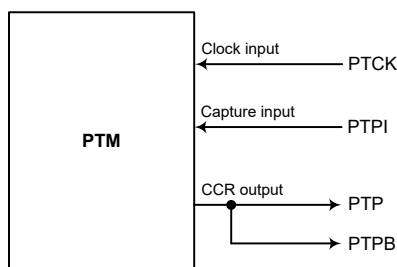 Clock input
PTCK
Capture input
PTPI
PTM
CCR output
PTP
PTPB